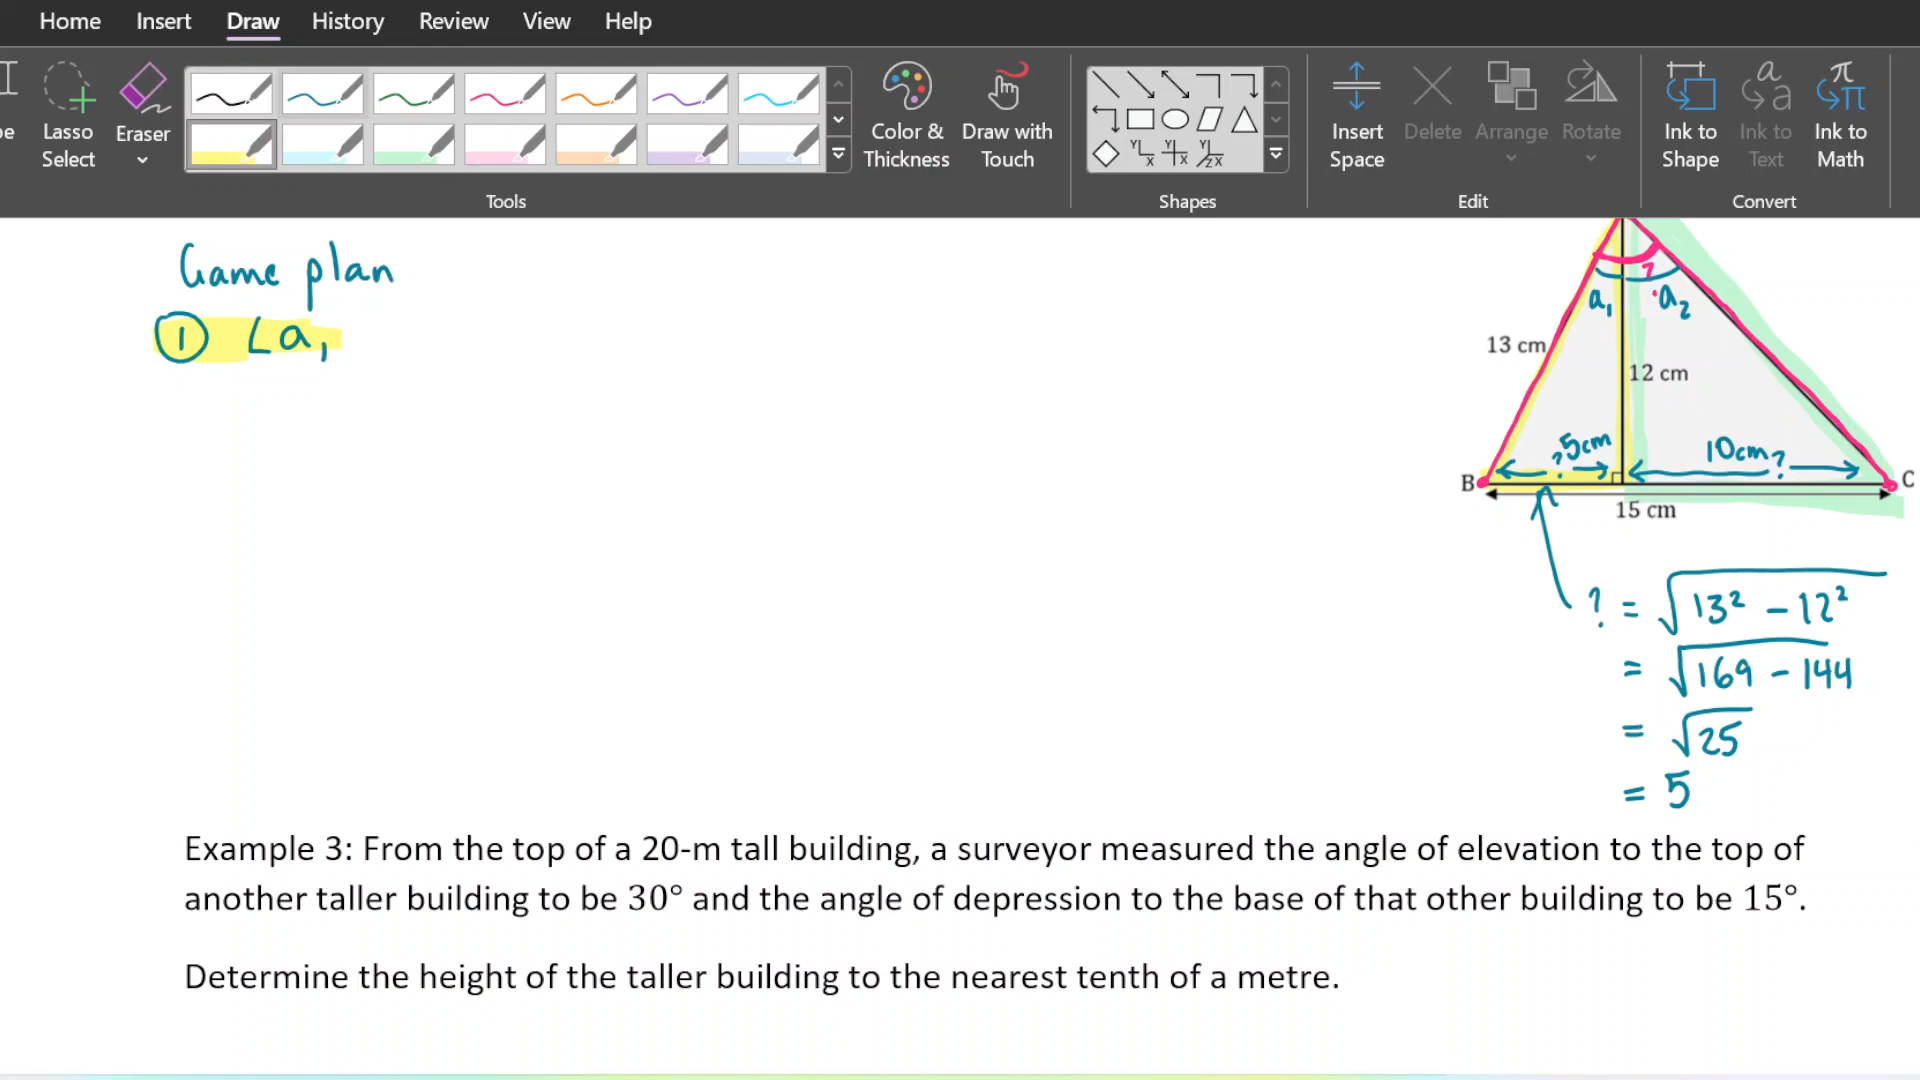 Home Insert Draw History Review View Help
Lasso Select
Eraser
Color & Thickness
Draw with Touch
Insert Space
Delete
Arrange
Rotate
Ink to Shape
Ink to Text
Ink to Math
Tools
Shapes
Edit
Convert
Game plan
① ∠a₁
?
a₁ a₂
13 cm
12 cm
? 5cm
10cm ?
B
C
15 cm
? = √13² - 12²
= √169 - 144
= √25
= 5
Example 3: From the top of a 20-m tall building, a surveyor measured the angle of elevation to the top of
another taller building to be 30° and the angle of depression to the base of that other building to be 15°.
Determine the height of the taller building to the nearest tenth of a metre.